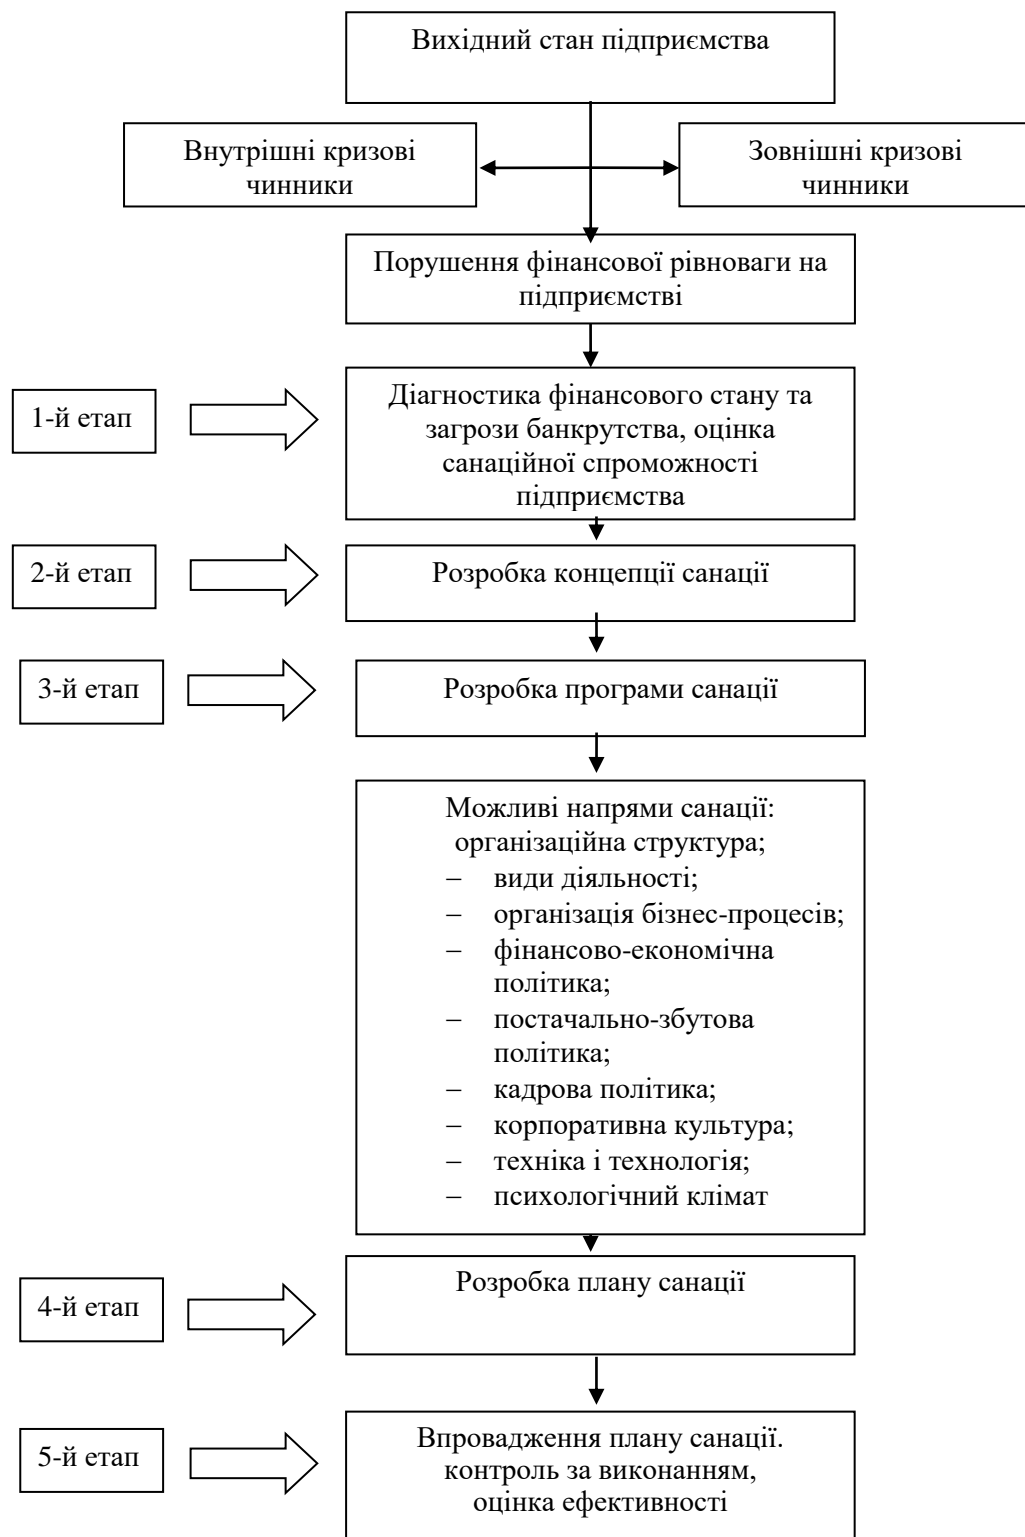 Вихідний стан підприємства
Внутрішні кризові
чинники
Зовнішні кризові
чинники
Порушення фінансової рівноваги на
підприємстві
1-й етап
Діагностика фінансового стану та
загрози банкрутства, оцінка
санаційної спроможності
підприємства
2-й етап
Розробка концепції санації
3-й етап
Розробка програми санації
Можливі напрями санації:
організаційна структура;
– види діяльності;
– організація бізнес-процесів;
– фінансово-економічна
політика;
– постачально-збутова
політика;
– кадрова політика;
– корпоративна культура;
– техніка і технологія;
– психологічний клімат
4-й етап
Розробка плану санації
5-й етап
Впровадження плану санації.
контроль за виконанням,
оцінка ефективності